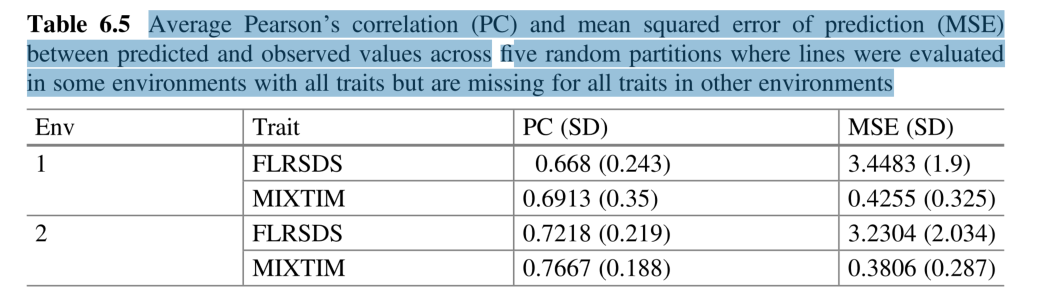 Table 6.5 Average Pearson’s correlation (PC) and mean squared error of prediction (MSE)
between predicted and observed values across five random partitions where lines were evaluated
in some environments with all traits but are missing for all traits in other environments
Env Trait PC (SD) MSE (SD)
1 FLRSDS 0.668 (0.243) 3.4483 (1.9)
MIXTIM 0.6913 (0.35) 0.4255 (0.325)
2 FLRSDS 0.7218 (0.219) 3.2304 (2.034)
MIXTIM 0.7667 (0.188) 0.3806 (0.287)